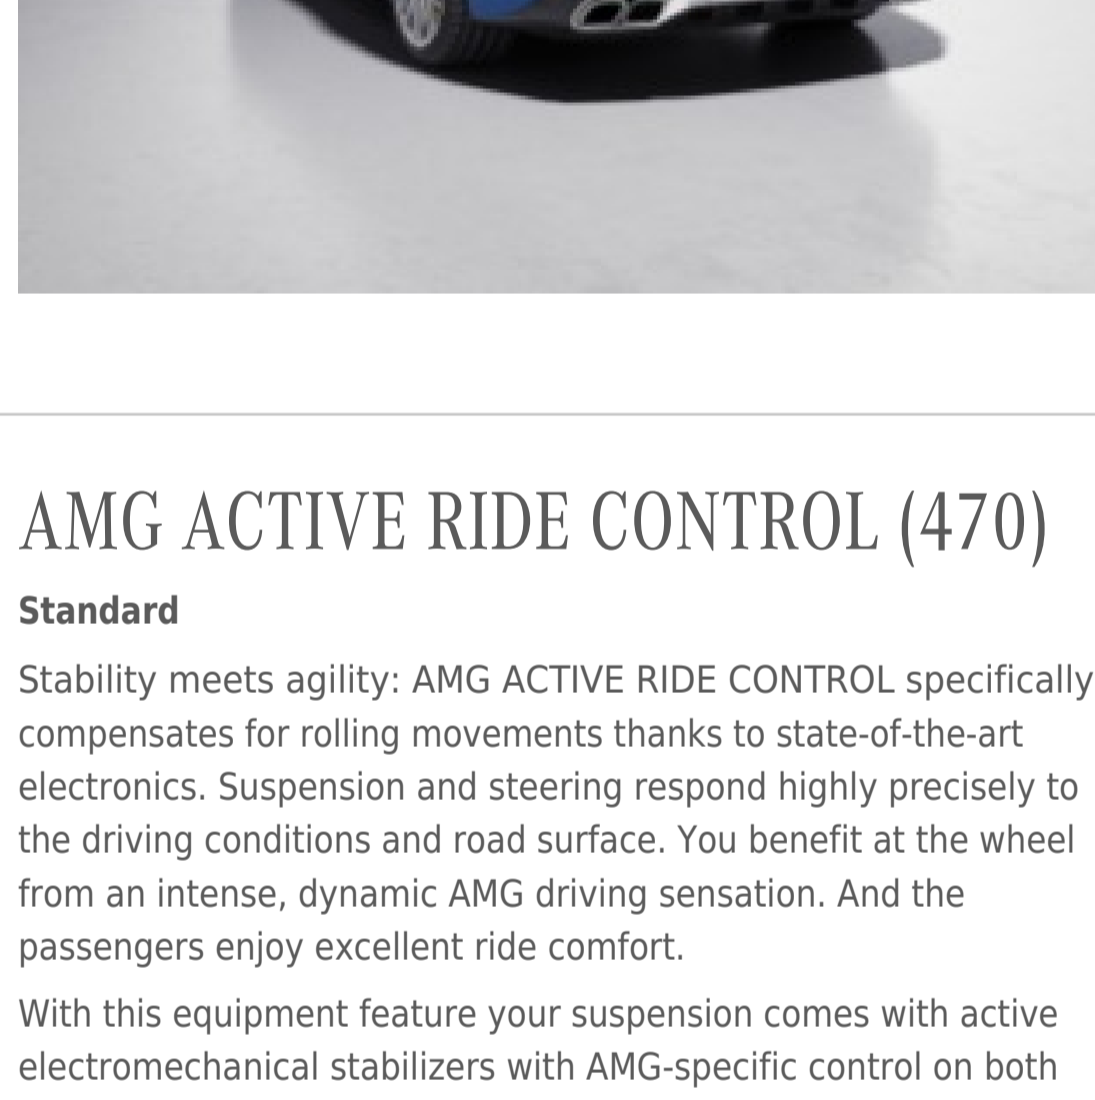 AMG ACTIVE RIDE CONTROL (470)
Standard
Stability meets agility: AMG ACTIVE RIDE CONTROL specifically
compensates for rolling movements thanks to state-of-the-art
electronics. Suspension and steering respond highly precisely to
the driving conditions and road surface. You benefit at the wheel
from an intense, dynamic AMG driving sensation. And the
passengers enjoy excellent ride comfort.
With this equipment feature your suspension comes with active
electromechanical stabilizers with AMG-specific control on both